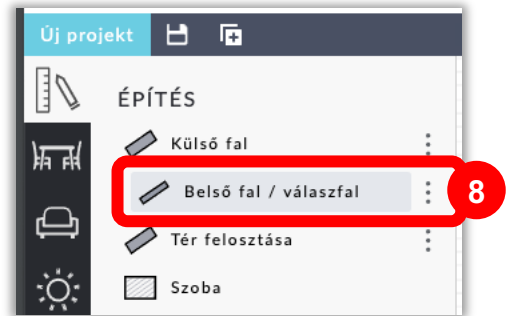 Új projekt
ÉPÍTÉS
Külső fal
Belső fal / válaszfal
8
Tér felosztása
Szoba